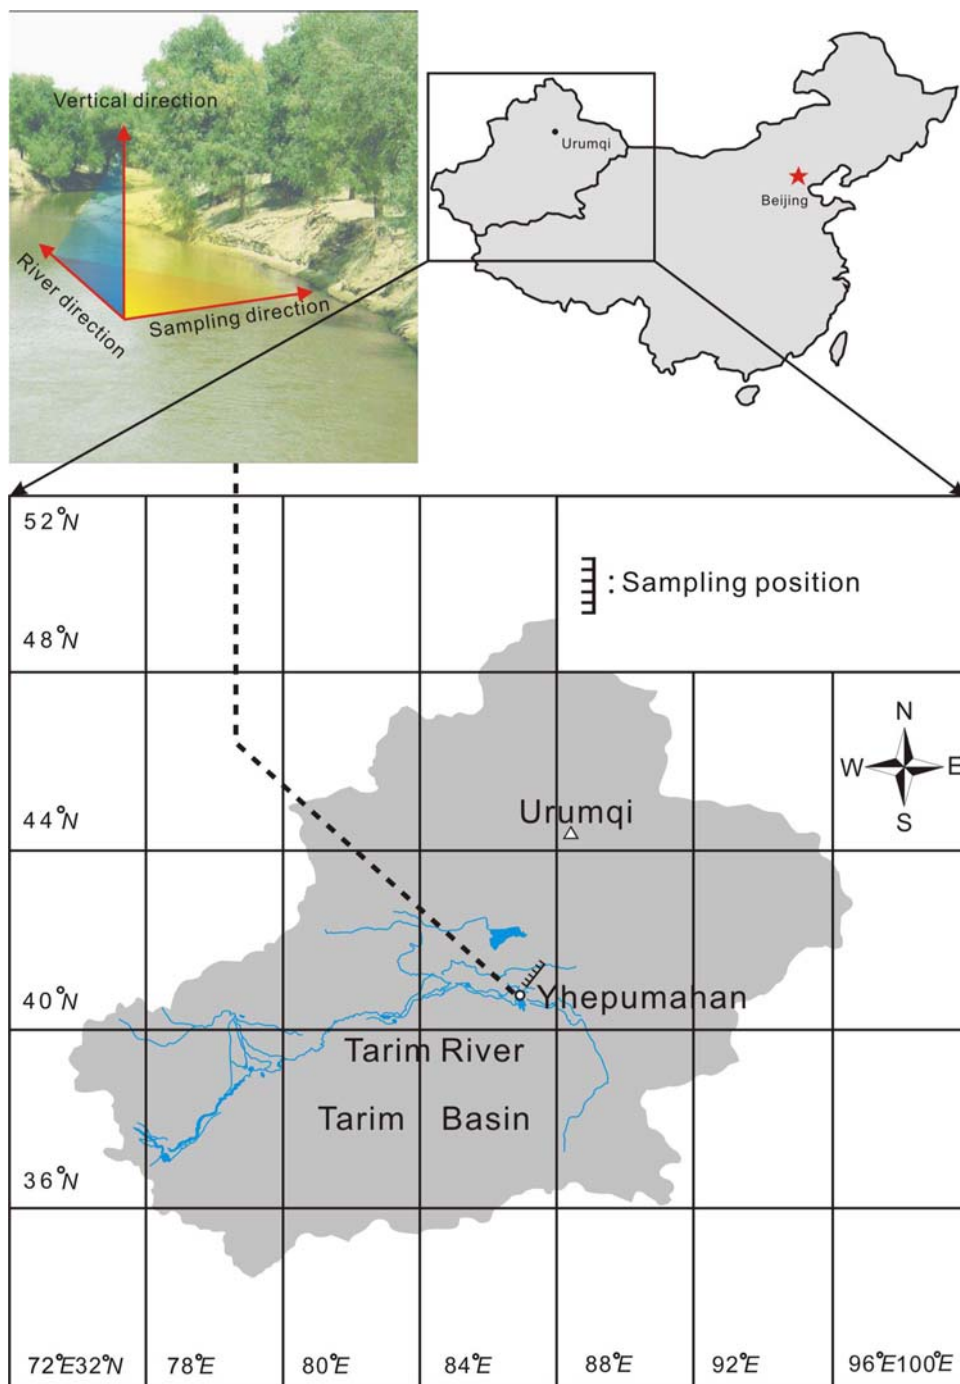 Vertical direction
River direction
Sampling direction
Urumqi
Beijing
52°N
: Sampling position
48°N
N
W
E
S
44°N
Urumqi
40°N
Yhepumahan
Tarim River
Tarim Basin
36°N
72°E32°N 78°E 80°E 84°E 88°E 92°E 96°E100°E